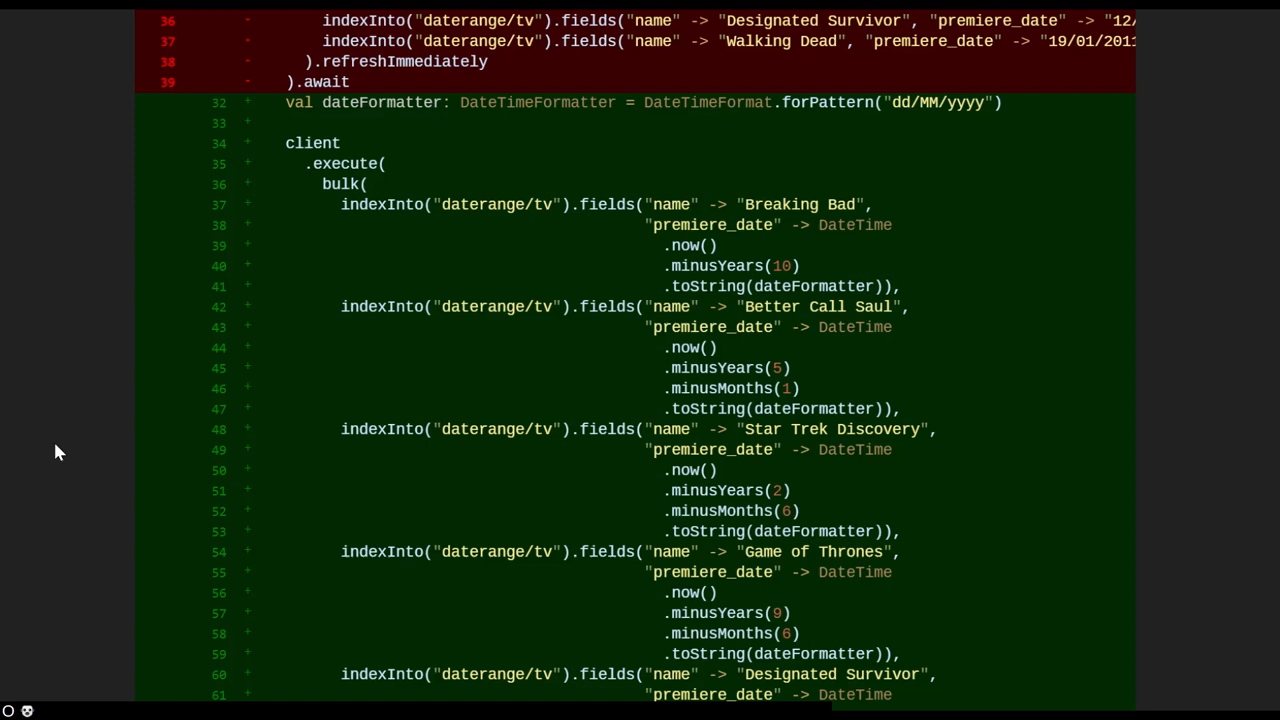 36 - indexInto("daterange/tv").fields("name" -> "Designated Survivor", "premiere_date" -> "12/
37 - indexInto("daterange/tv").fields("name" -> "Walking Dead", "premiere_date" -> "19/01/2011
38 - ).refreshImmediately
39 - ).await
32 + val dateFormatter: DateTimeFormatter = DateTimeFormat.forPattern("dd/MM/yyyy")
33 +
34 + client
35 + .execute(
36 + bulk(
37 + indexInto("daterange/tv").fields("name" -> "Breaking Bad",
38 + "premiere_date" -> DateTime
39 + .now()
40 + .minusYears(10)
41 + .toString(dateFormatter)),
42 + indexInto("daterange/tv").fields("name" -> "Better Call Saul",
43 + "premiere_date" -> DateTime
44 + .now()
45 + .minusYears(5)
46 + .minusMonths(1)
47 + .toString(dateFormatter)),
48 + indexInto("daterange/tv").fields("name" -> "Star Trek Discovery",
49 + "premiere_date" -> DateTime
50 + .now()
51 + .minusYears(2)
52 + .minusMonths(6)
53 + .toString(dateFormatter)),
54 + indexInto("daterange/tv").fields("name" -> "Game of Thrones",
55 + "premiere_date" -> DateTime
56 + .now()
57 + .minusYears(9)
58 + .minusMonths(6)
59 + .toString(dateFormatter)),
60 + indexInto("daterange/tv").fields("name" -> "Designated Survivor",
61 + "premiere_date" -> DateTime